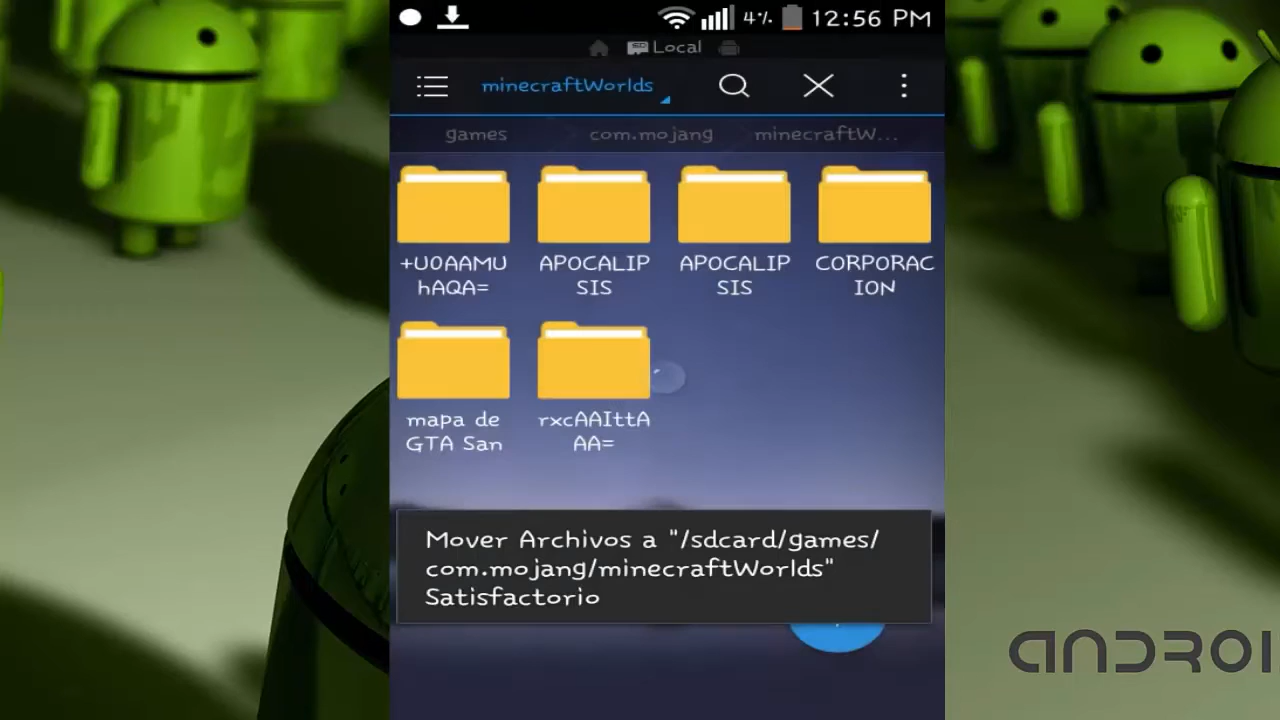 4% 12:56 PM
Local
minecraftWorlds
games com.mojang minecraftW...
+U0AAMU
hAQA=
APOCALIP
SIS
APOCALIP
SIS
CORPORAC
ION
mapa de
GTA San
rxcAAIttA
AA=
Mover Archivos a "/sdcard/games/
com.mojang/minecraftWorlds"
Satisfactorio
ANDROI